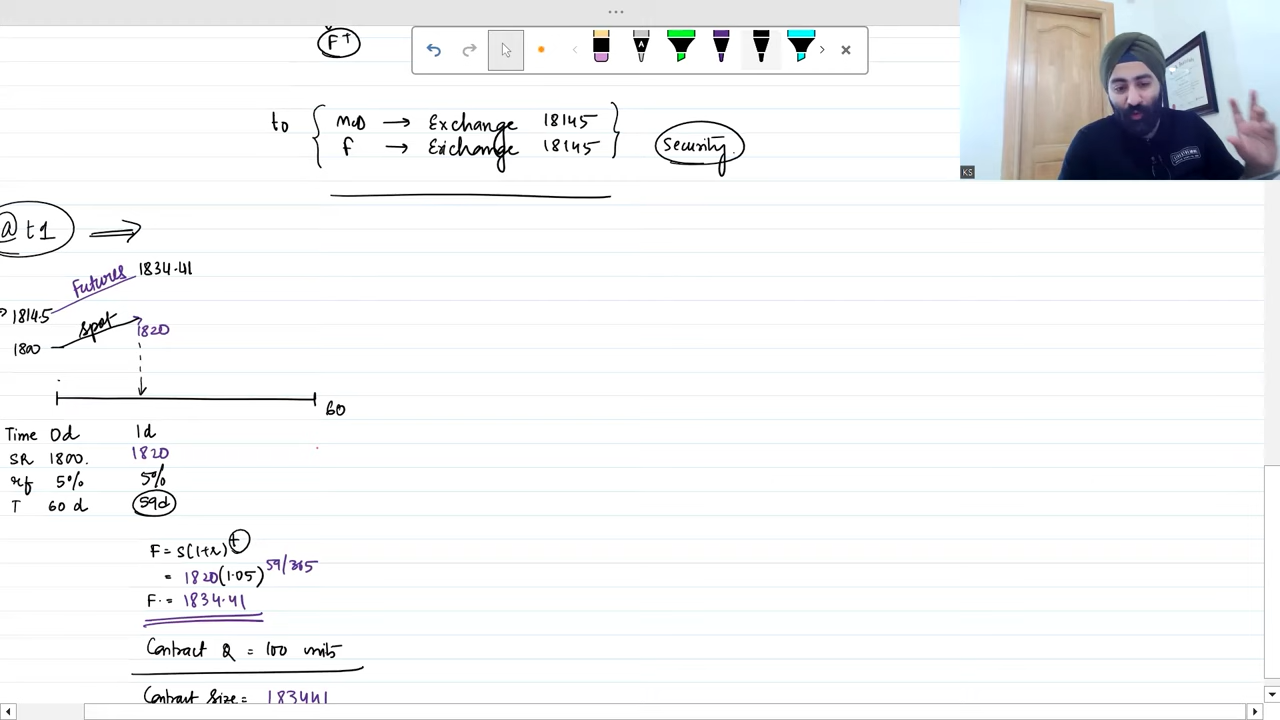 F+
to { McD → Exchange 18145 }
f → Exchange 18145
Security
@ t1 ⇒
Futures 1834.41
1814.5
spot
1820
1800
60
Time 0d 1d
SR 1800. 1820
rf 5% 5%
T 60 d 59d
F = S(1+r)^t
= 1820(1.05)^59/365
F = 1834.41
Contract Q = 100 units
Contract Size = 183441
KS